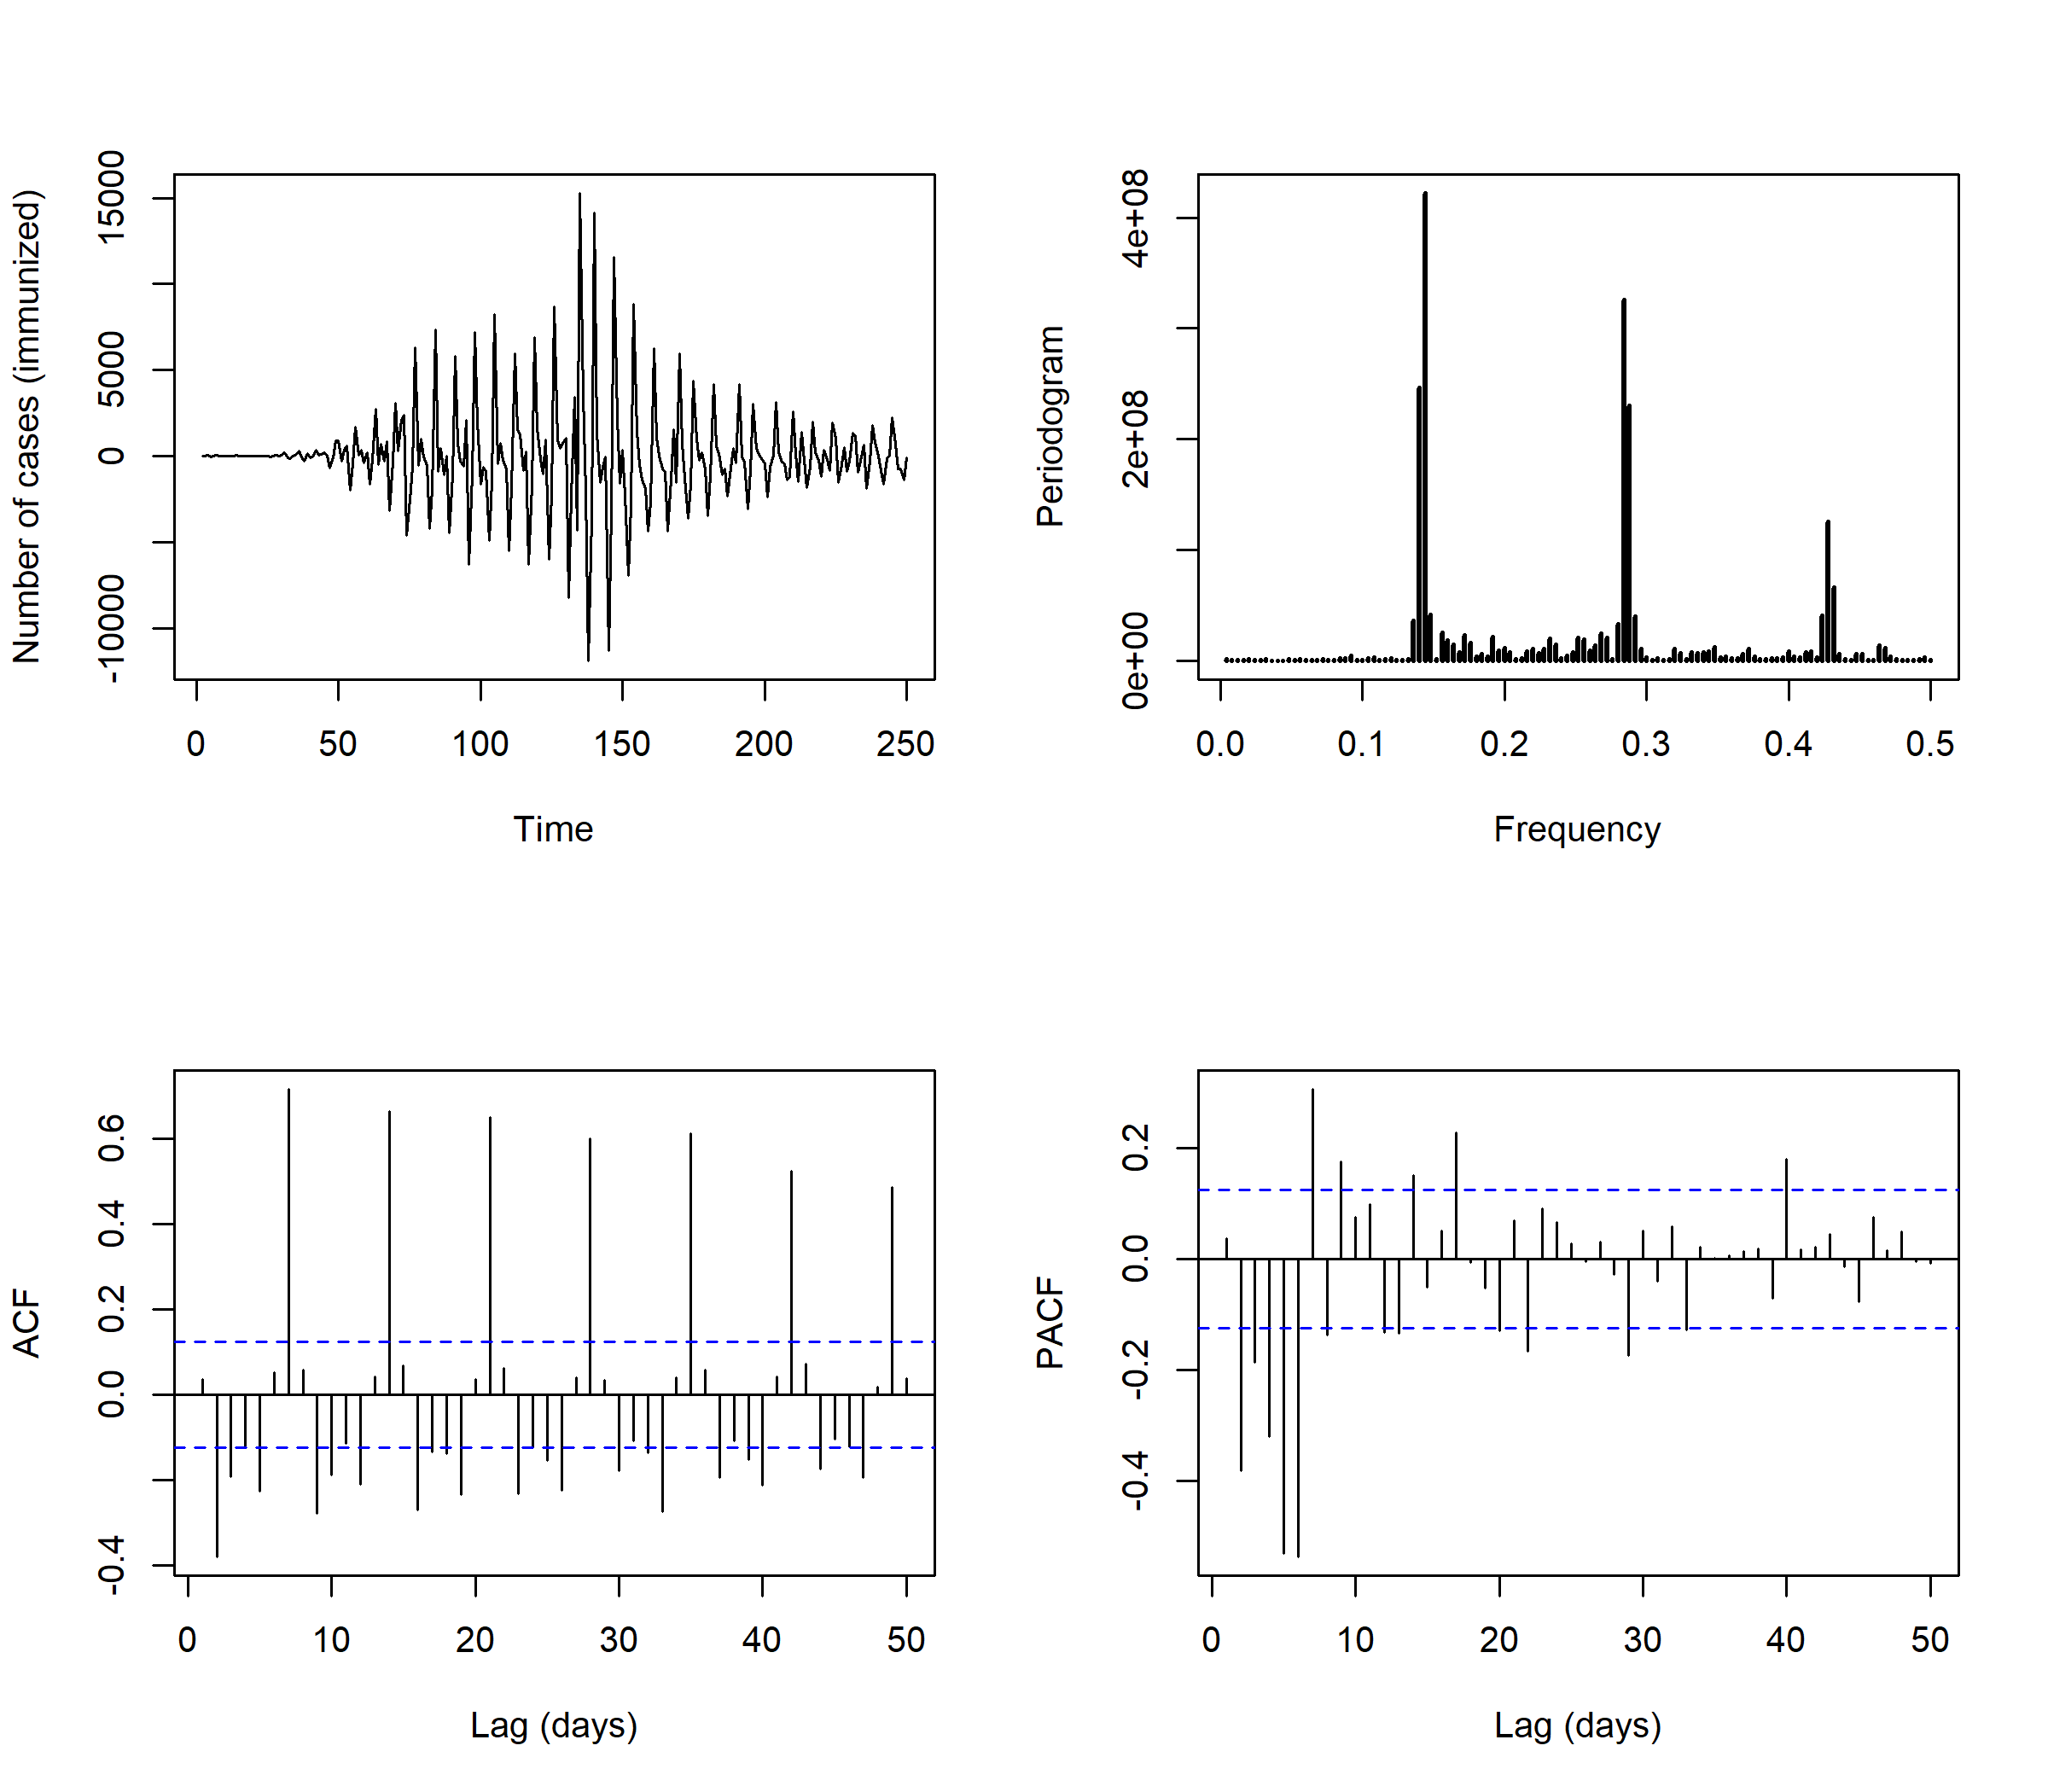 Number of cases (immunized)
15000
5000
0
-10000
0 50 100 150 200 250
Time
Periodogram
4e+08
2e+08
0e+00
0.0 0.1 0.2 0.3 0.4 0.5
Frequency
ACF
0.6
0.4
0.2
0.0
-0.4
0 10 20 30 40 50
Lag (days)
PACF
0.2
0.0
-0.2
-0.4
0 10 20 30 40 50
Lag (days)